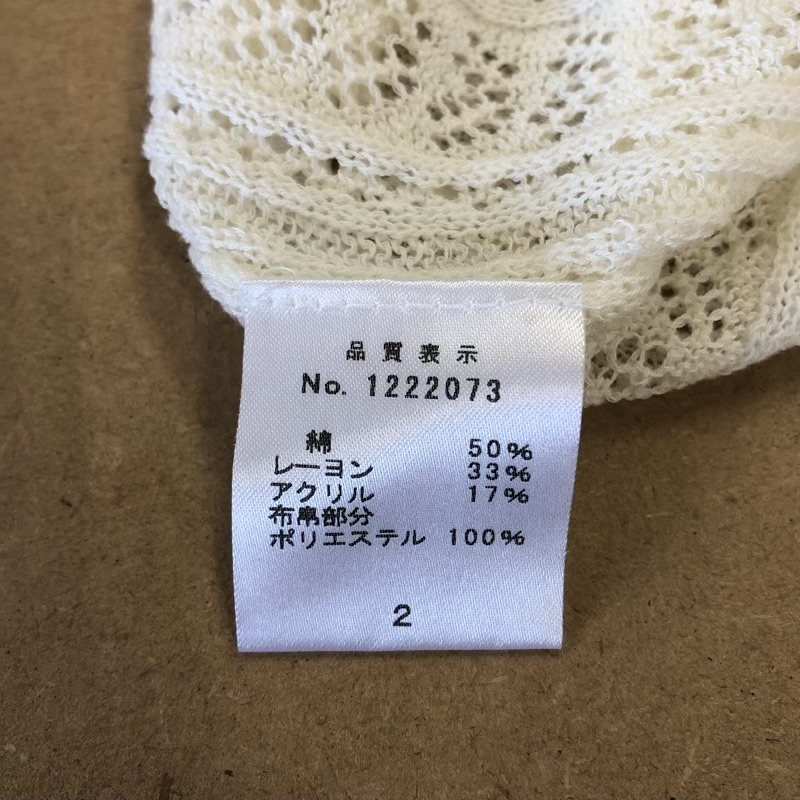 品質表示
No. 1222073
綿 50%
レーヨン 33%
アクリル 17%
布帛部分
ポリエステル 100%
2